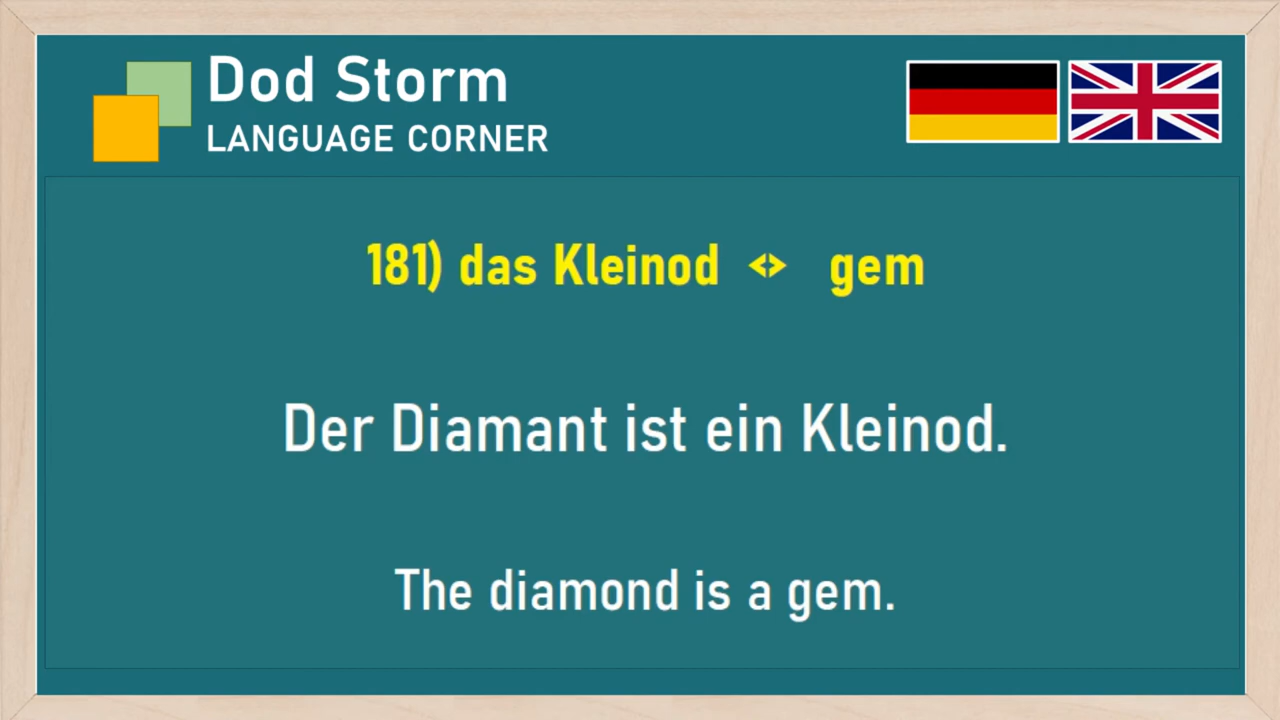 Dod Storm
LANGUAGE CORNER
181) das Kleinod <> gem
Der Diamant ist ein Kleinod.
The diamond is a gem.